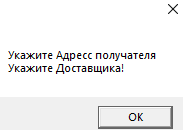 Укажите Адресс получателя
Укажите Доставщика!
OK